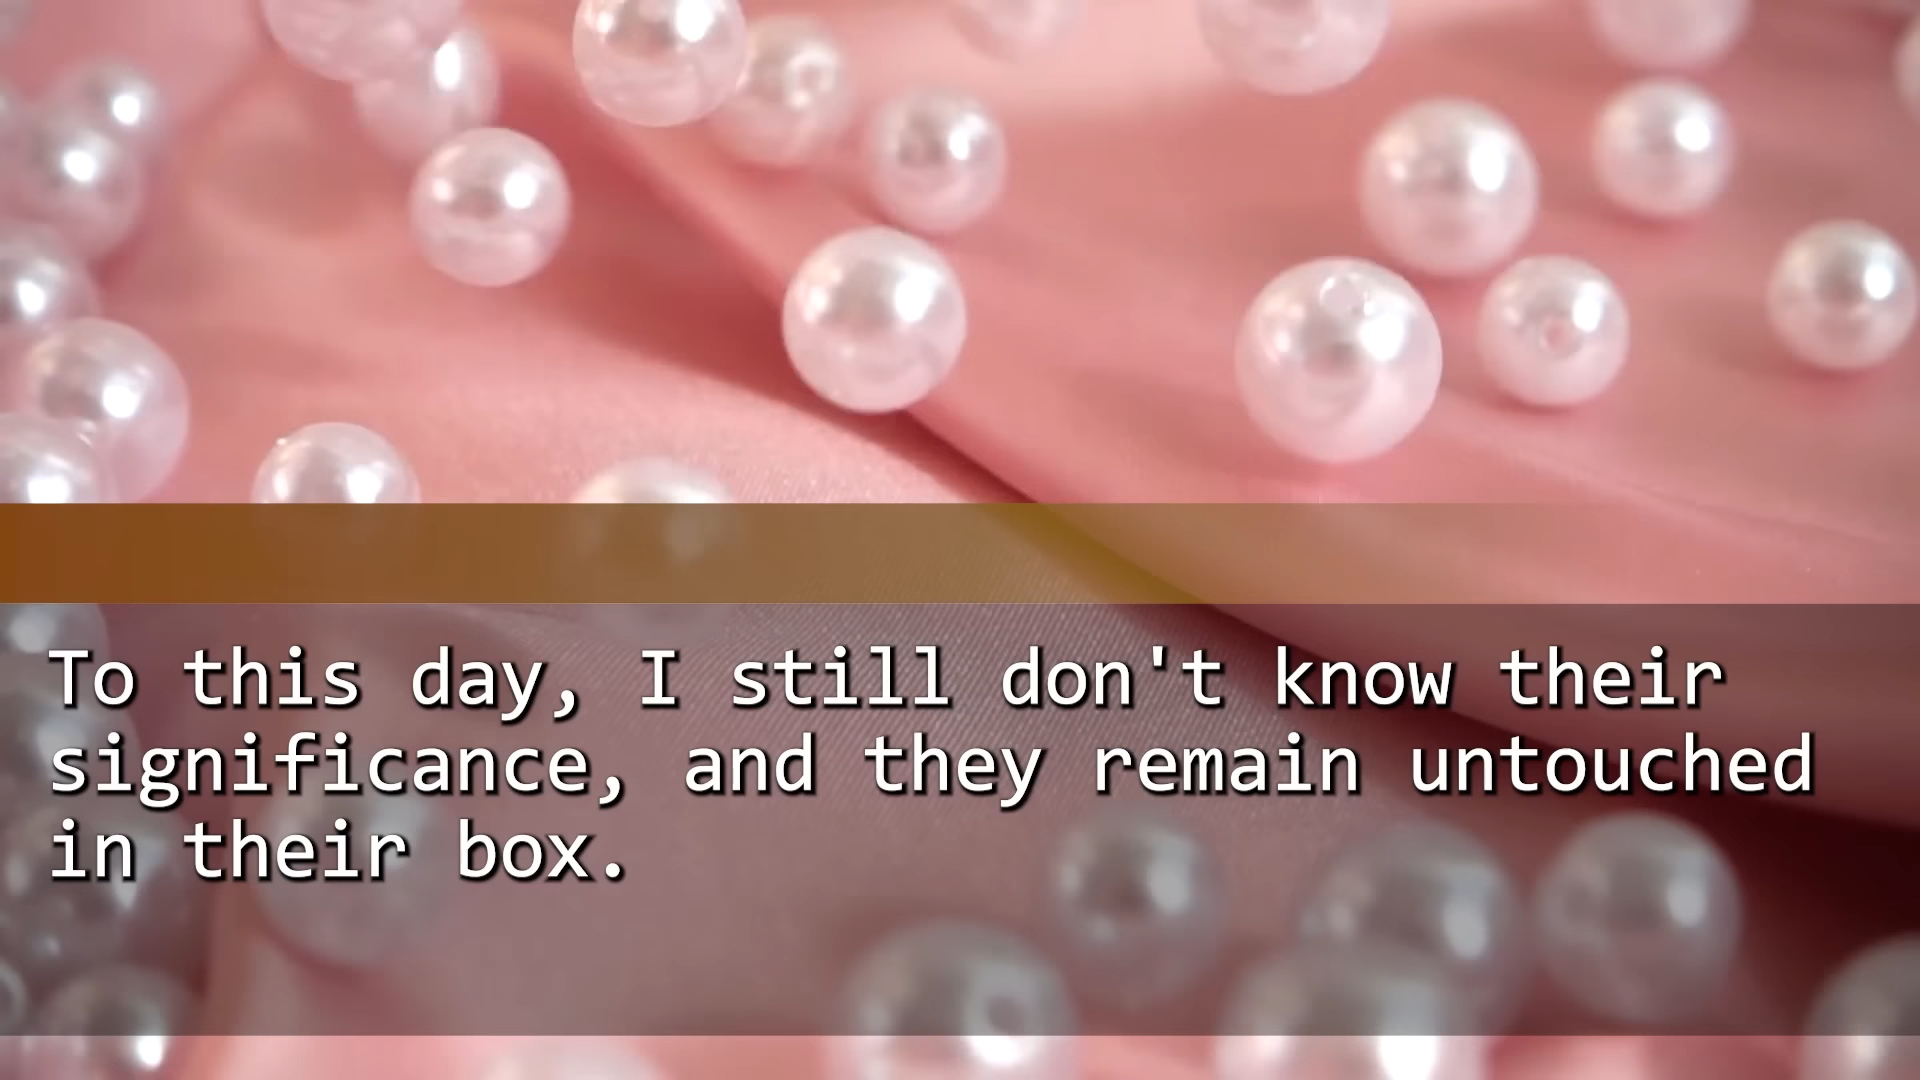 To this day, I still don't know their
significance, and they remain untouched
in their box.